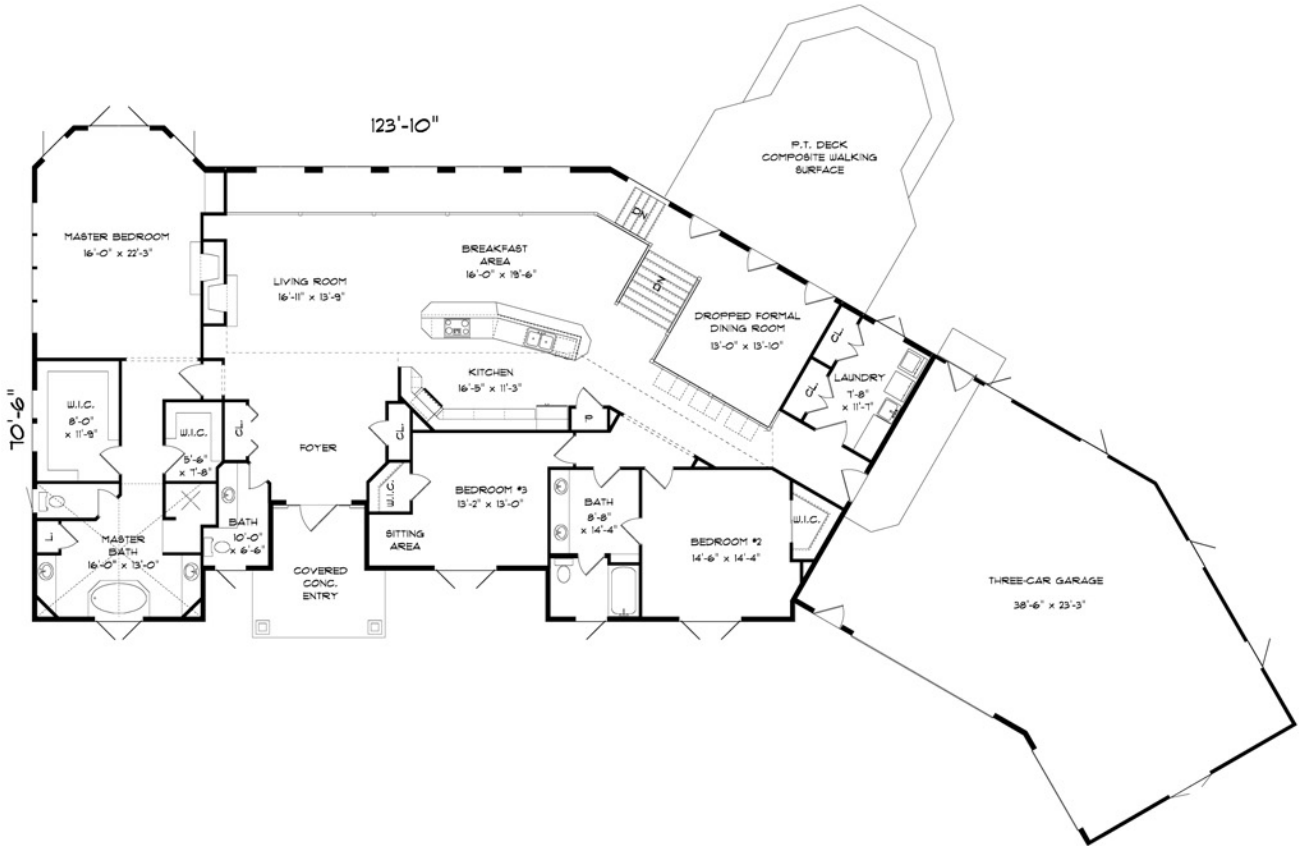 123'-10"
P.T. DECK
COMPOSITE WALKING
SURFACE
DN
MASTER BEDROOM
16'-0" x 22'-3"
BREAKFAST
AREA
16'-0" x 19'-6"
LIVING ROOM
16'-11" x 13'-9"
DN
DROPPED FORMAL
DINING ROOM
13'-0" x 13'-10"
CL.
LAUNDRY
7'-8"
x 11'-7"
CL.
KITCHEN
16'-5" x 11'-3"
70'-6"
W.I.C.
8'-0"
x 11'-9"
W.I.C.
5'-6"
x 7'-8"
CL.
FOYER
CL.
P
W.I.C.
BEDROOM #3
13'-2" x 13'-0"
SITTING
AREA
BATH
8'-8"
x 14'-4"
BEDROOM #2
14'-6" x 14'-4"
W.I.C.
L.
MASTER
BATH
16'-0" x 13'-0"
BATH
10'-0"
x 6'-6"
COVERED
CONC.
ENTRY
THREE-CAR GARAGE
38'-6" x 23'-3"